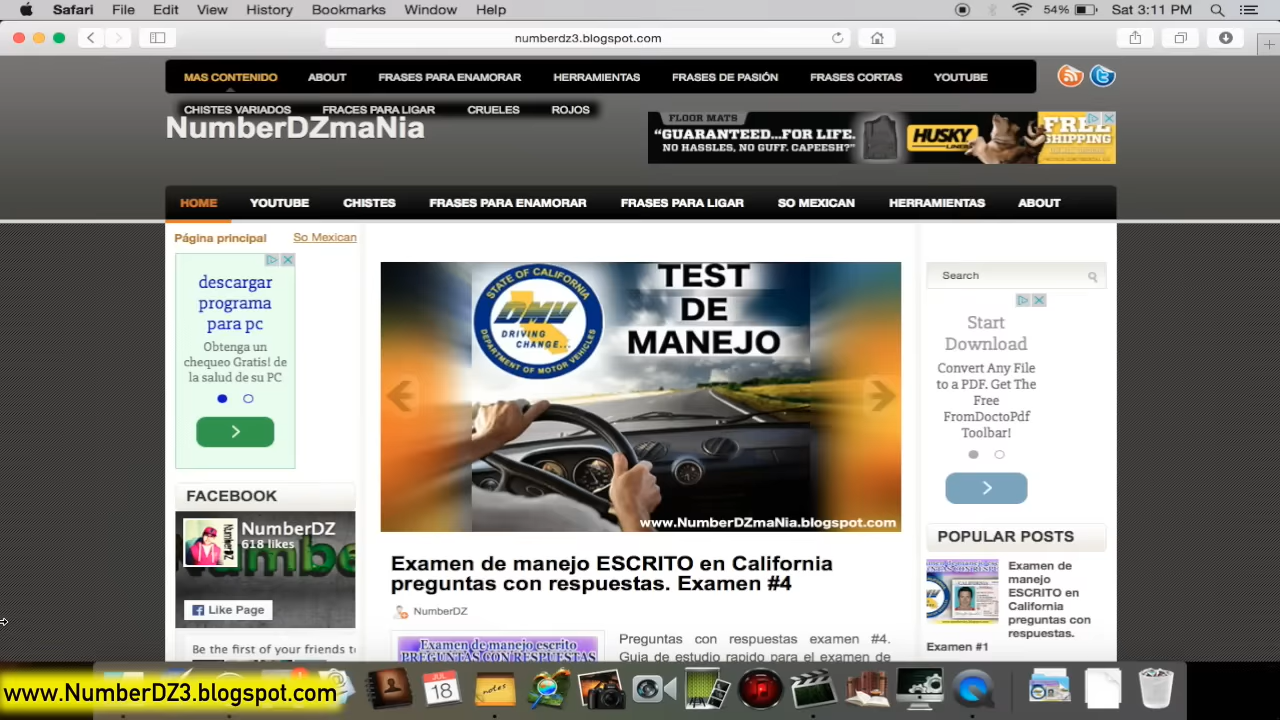 Safari File Edit View History Bookmarks Window Help
54% Sat 3:11 PM
numberdz3.blogspot.com
MAS CONTENIDO ABOUT FRASES PARA ENAMORAR HERRAMIENTAS FRASES DE PASIÓN FRASES CORTAS YOUTUBE
CHISTES VARIADOS FRACES PARA LIGAR CRUELES ROJOS
NumberDZmaNia
FLOOR MATS
“GUARANTEED...FOR LIFE.
NO HASSLES, NO GUFF. CAPEESH?”
HUSKY
FREE
SHIPPING
HOME YOUTUBE CHISTES FRASES PARA ENAMORAR FRASES PARA LIGAR SO MEXICAN HERRAMIENTAS ABOUT
Página principal So Mexican
descargar
programa
para pc
Obtenga un
chequeo Gratis! de
la salud de su PC
FACEBOOK
NumberDZ
618 likes
Like Page
Be the first of your friends t
STATE OF CALIFORNIA
DMV
DRIVING
CHANGE...
DEPARTMENT OF MOTOR VEHICLES
TEST
DE
MANEJO
www.NumberDZmaNia.blogspot.com
Examen de manejo ESCRITO en California
preguntas con respuestas. Examen #4
NumberDZ
Examen de manejo escrito
PREGUNTAS CON RESPUESTAS
Preguntas con respuestas examen #4.
Guia de estudio rapido para el examen de
Search
Start
Download
Convert Any File
to a PDF. Get The
Free
FromDoctoPdf
Toolbar!
POPULAR POSTS
Examen de
manejo
ESCRITO en
California
preguntas con
respuestas.
Examen #1
JUL
18
notes
www.NumberDZ3.blogspot.com